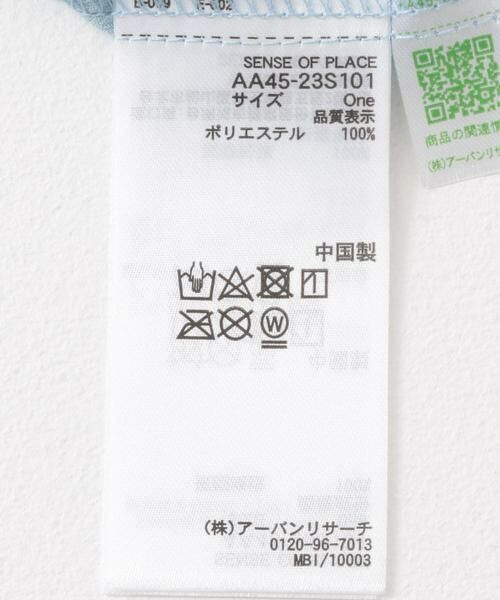 SENSE OF PLACE
AA45-23S101
サイズ One
品質表示
ポリエステル 100%
中国製
W
(株)アーバンリサーチ
0120-96-7013
MBI/10003
商品の関連情
(株)アーバンリサ